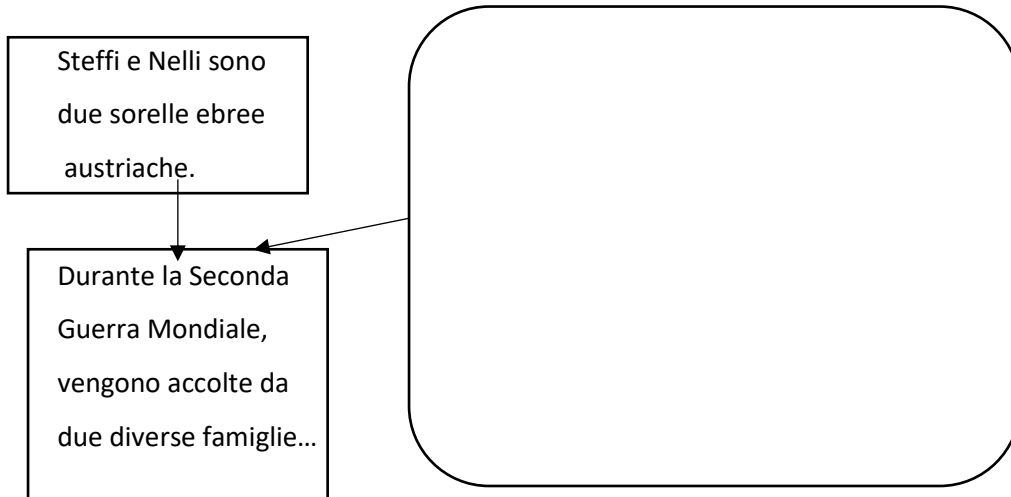 Steffi e Nelli sono
due sorelle ebree
austriache.
Durante la Seconda
Guerra Mondiale,
vengono accolte da
due diverse famiglie…